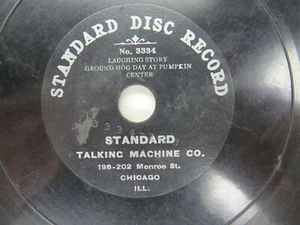 STANDARD DISC RECORD
No. 3334
LAUGHING STORY
GROUND HOG DAY AT PUMPKIN
CENTER
STANDARD
TALKING MACHINE CO.
198-202 Monroe St.
CHICAGO
ILL.